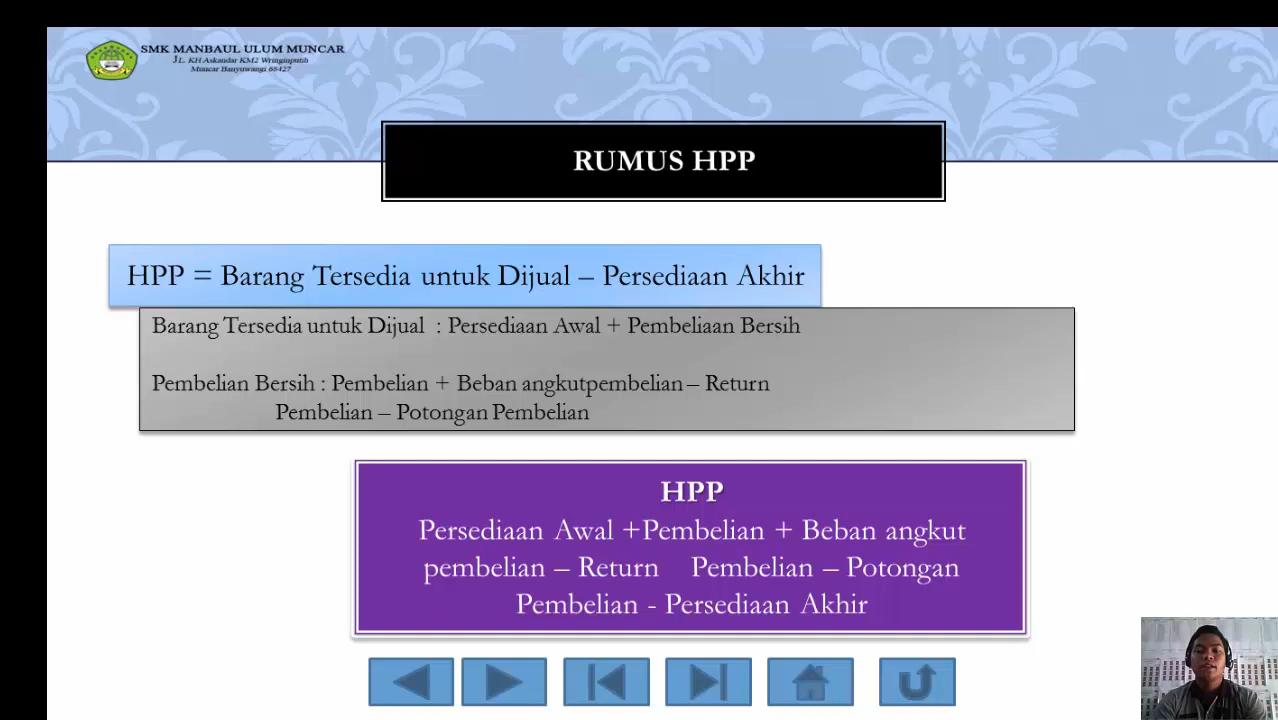 SMK MANBAUL ULUM MUNCAR
JL. KH Askandar KM2 Wringinputih
Muncar Banyuwangi 68427
RUMUS HPP
HPP = Barang Tersedia untuk Dijual – Persediaan Akhir
Barang Tersedia untuk Dijual : Persediaan Awal + Pembeliaan Bersih
Pembelian Bersih : Pembelian + Beban angkutpembelian – Return
Pembelian – Potongan Pembelian
HPP
Persediaan Awal +Pembelian + Beban angkut
pembelian – Return Pembelian – Potongan
Pembelian - Persediaan Akhir